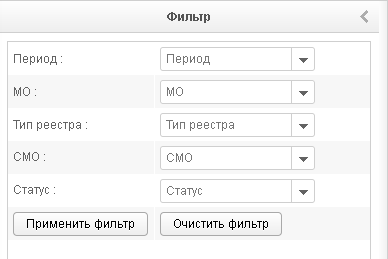 Фильтр
Период : Период
МО : МО
Тип реестра : Тип реестра
СМО : СМО
Статус : Статус
Применить фильтр Очистить фильтр